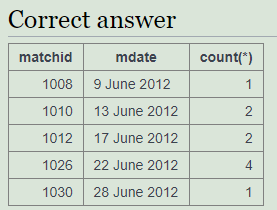 Correct answer
matchid mdate count(*)
1008 9 June 2012 1
1010 13 June 2012 2
1012 17 June 2012 2
1026 22 June 2012 4
1030 28 June 2012 1